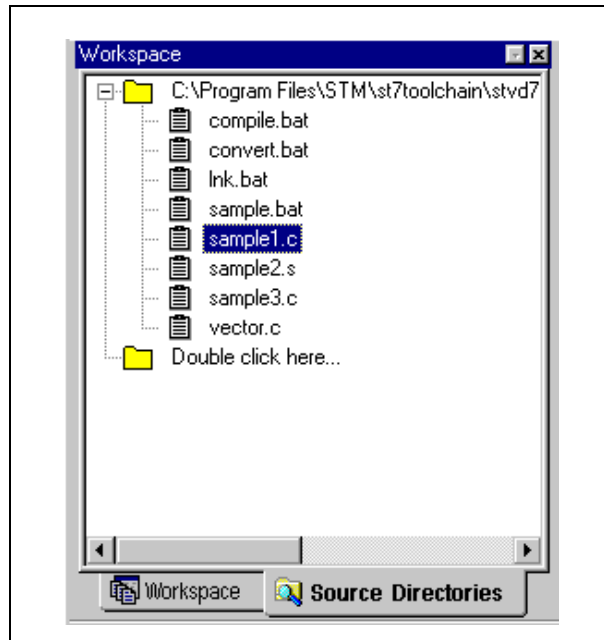 Workspace
C:\Program Files\STM\st7toolchain\stvd7
compile.bat
convert.bat
lnk.bat
sample.bat
sample1.c
sample2.s
sample3.c
vector.c
Double click here...
Workspace Source Directories